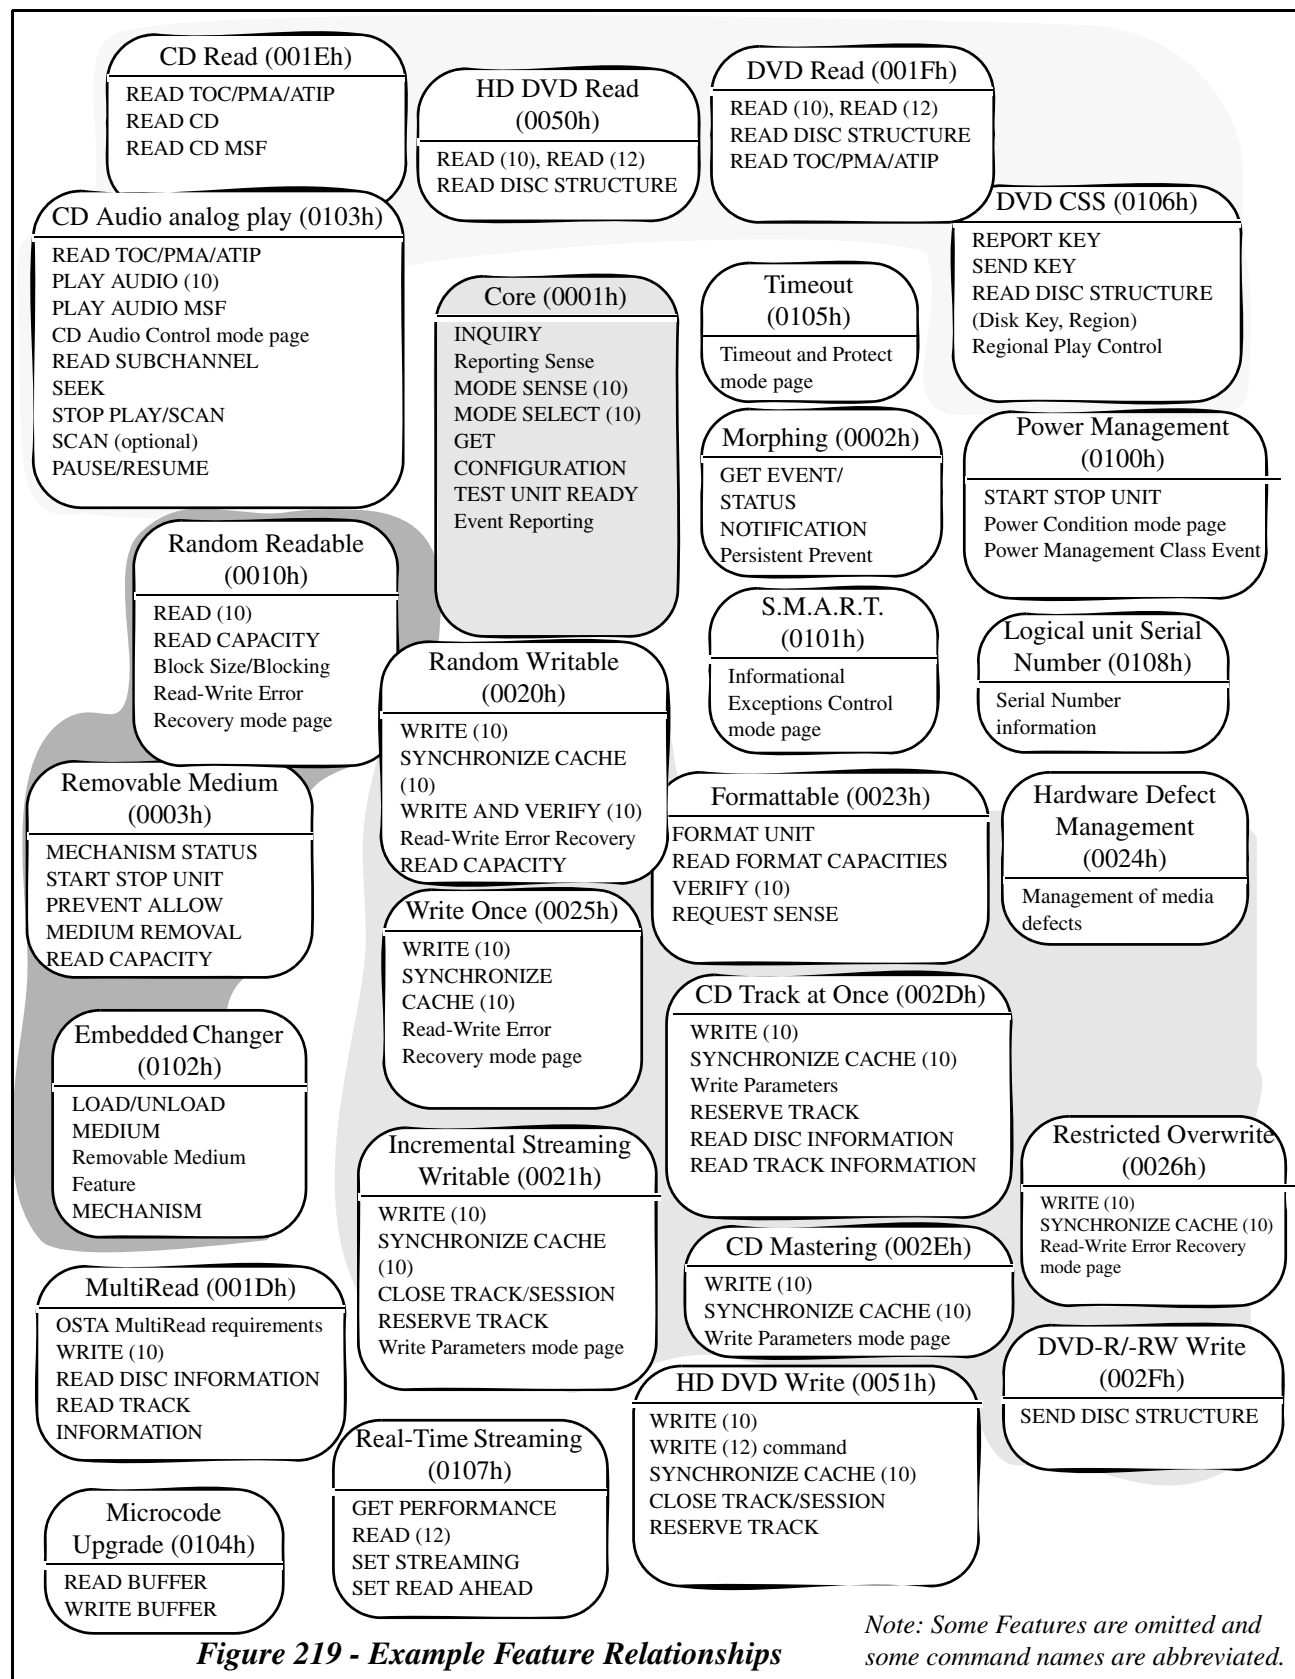 CD Read (001Eh)
READ TOC/PMA/ATIP
READ CD
READ CD MSF
HD DVD Read
(0050h)
READ (10), READ (12)
READ DISC STRUCTURE
DVD Read (001Fh)
READ (10), READ (12)
READ DISC STRUCTURE
READ TOC/PMA/ATIP
CD Audio analog play (0103h)
READ TOC/PMA/ATIP
PLAY AUDIO (10)
PLAY AUDIO MSF
CD Audio Control mode page
READ SUBCHANNEL
SEEK
STOP PLAY/SCAN
SCAN (optional)
PAUSE/RESUME
DVD CSS (0106h)
REPORT KEY
SEND KEY
READ DISC STRUCTURE
(Disk Key, Region)
Regional Play Control
Core (0001h)
INQUIRY
Reporting Sense
MODE SENSE (10)
MODE SELECT (10)
GET
CONFIGURATION
TEST UNIT READY
Event Reporting
Timeout
(0105h)
Timeout and Protect
mode page
Morphing (0002h)
GET EVENT/
STATUS
NOTIFICATION
Persistent Prevent
Power Management
(0100h)
START STOP UNIT
Power Condition mode page
Power Management Class Event
Random Readable
(0010h)
READ (10)
READ CAPACITY
Block Size/Blocking
Read-Write Error
Recovery mode page
S.M.A.R.T.
(0101h)
Informational
Exceptions Control
mode page
Logical unit Serial
Number (0108h)
Serial Number
information
Random Writable
(0020h)
WRITE (10)
SYNCHRONIZE CACHE
(10)
WRITE AND VERIFY (10)
Read-Write Error Recovery
READ CAPACITY
Removable Medium
(0003h)
MECHANISM STATUS
START STOP UNIT
PREVENT ALLOW
MEDIUM REMOVAL
READ CAPACITY
Formattable (0023h)
FORMAT UNIT
READ FORMAT CAPACITIES
VERIFY (10)
REQUEST SENSE
Hardware Defect
Management
(0024h)
Management of media
defects
Write Once (0025h)
WRITE (10)
SYNCHRONIZE
CACHE (10)
Read-Write Error
Recovery mode page
CD Track at Once (002Dh)
WRITE (10)
SYNCHRONIZE CACHE (10)
Write Parameters
RESERVE TRACK
READ DISC INFORMATION
READ TRACK INFORMATION
Embedded Changer
(0102h)
LOAD/UNLOAD
MEDIUM
Removable Medium
Feature
MECHANISM
Incremental Streaming
Writable (0021h)
WRITE (10)
SYNCHRONIZE CACHE
(10)
CLOSE TRACK/SESSION
RESERVE TRACK
Write Parameters mode page
Restricted Overwrite
(0026h)
WRITE (10)
SYNCHRONIZE CACHE (10)
Read-Write Error Recovery
mode page
CD Mastering (002Eh)
WRITE (10)
SYNCHRONIZE CACHE (10)
Write Parameters mode page
MultiRead (001Dh)
OSTA MultiRead requirements
WRITE (10)
READ DISC INFORMATION
READ TRACK
INFORMATION
DVD-R/-RW Write
(002Fh)
SEND DISC STRUCTURE
HD DVD Write (0051h)
WRITE (10)
WRITE (12) command
SYNCHRONIZE CACHE (10)
CLOSE TRACK/SESSION
RESERVE TRACK
Real-Time Streaming
(0107h)
GET PERFORMANCE
READ (12)
SET STREAMING
SET READ AHEAD
Microcode
Upgrade (0104h)
READ BUFFER
WRITE BUFFER
Note: Some Features are omitted and
some command names are abbreviated.
Figure 219 - Example Feature Relationships